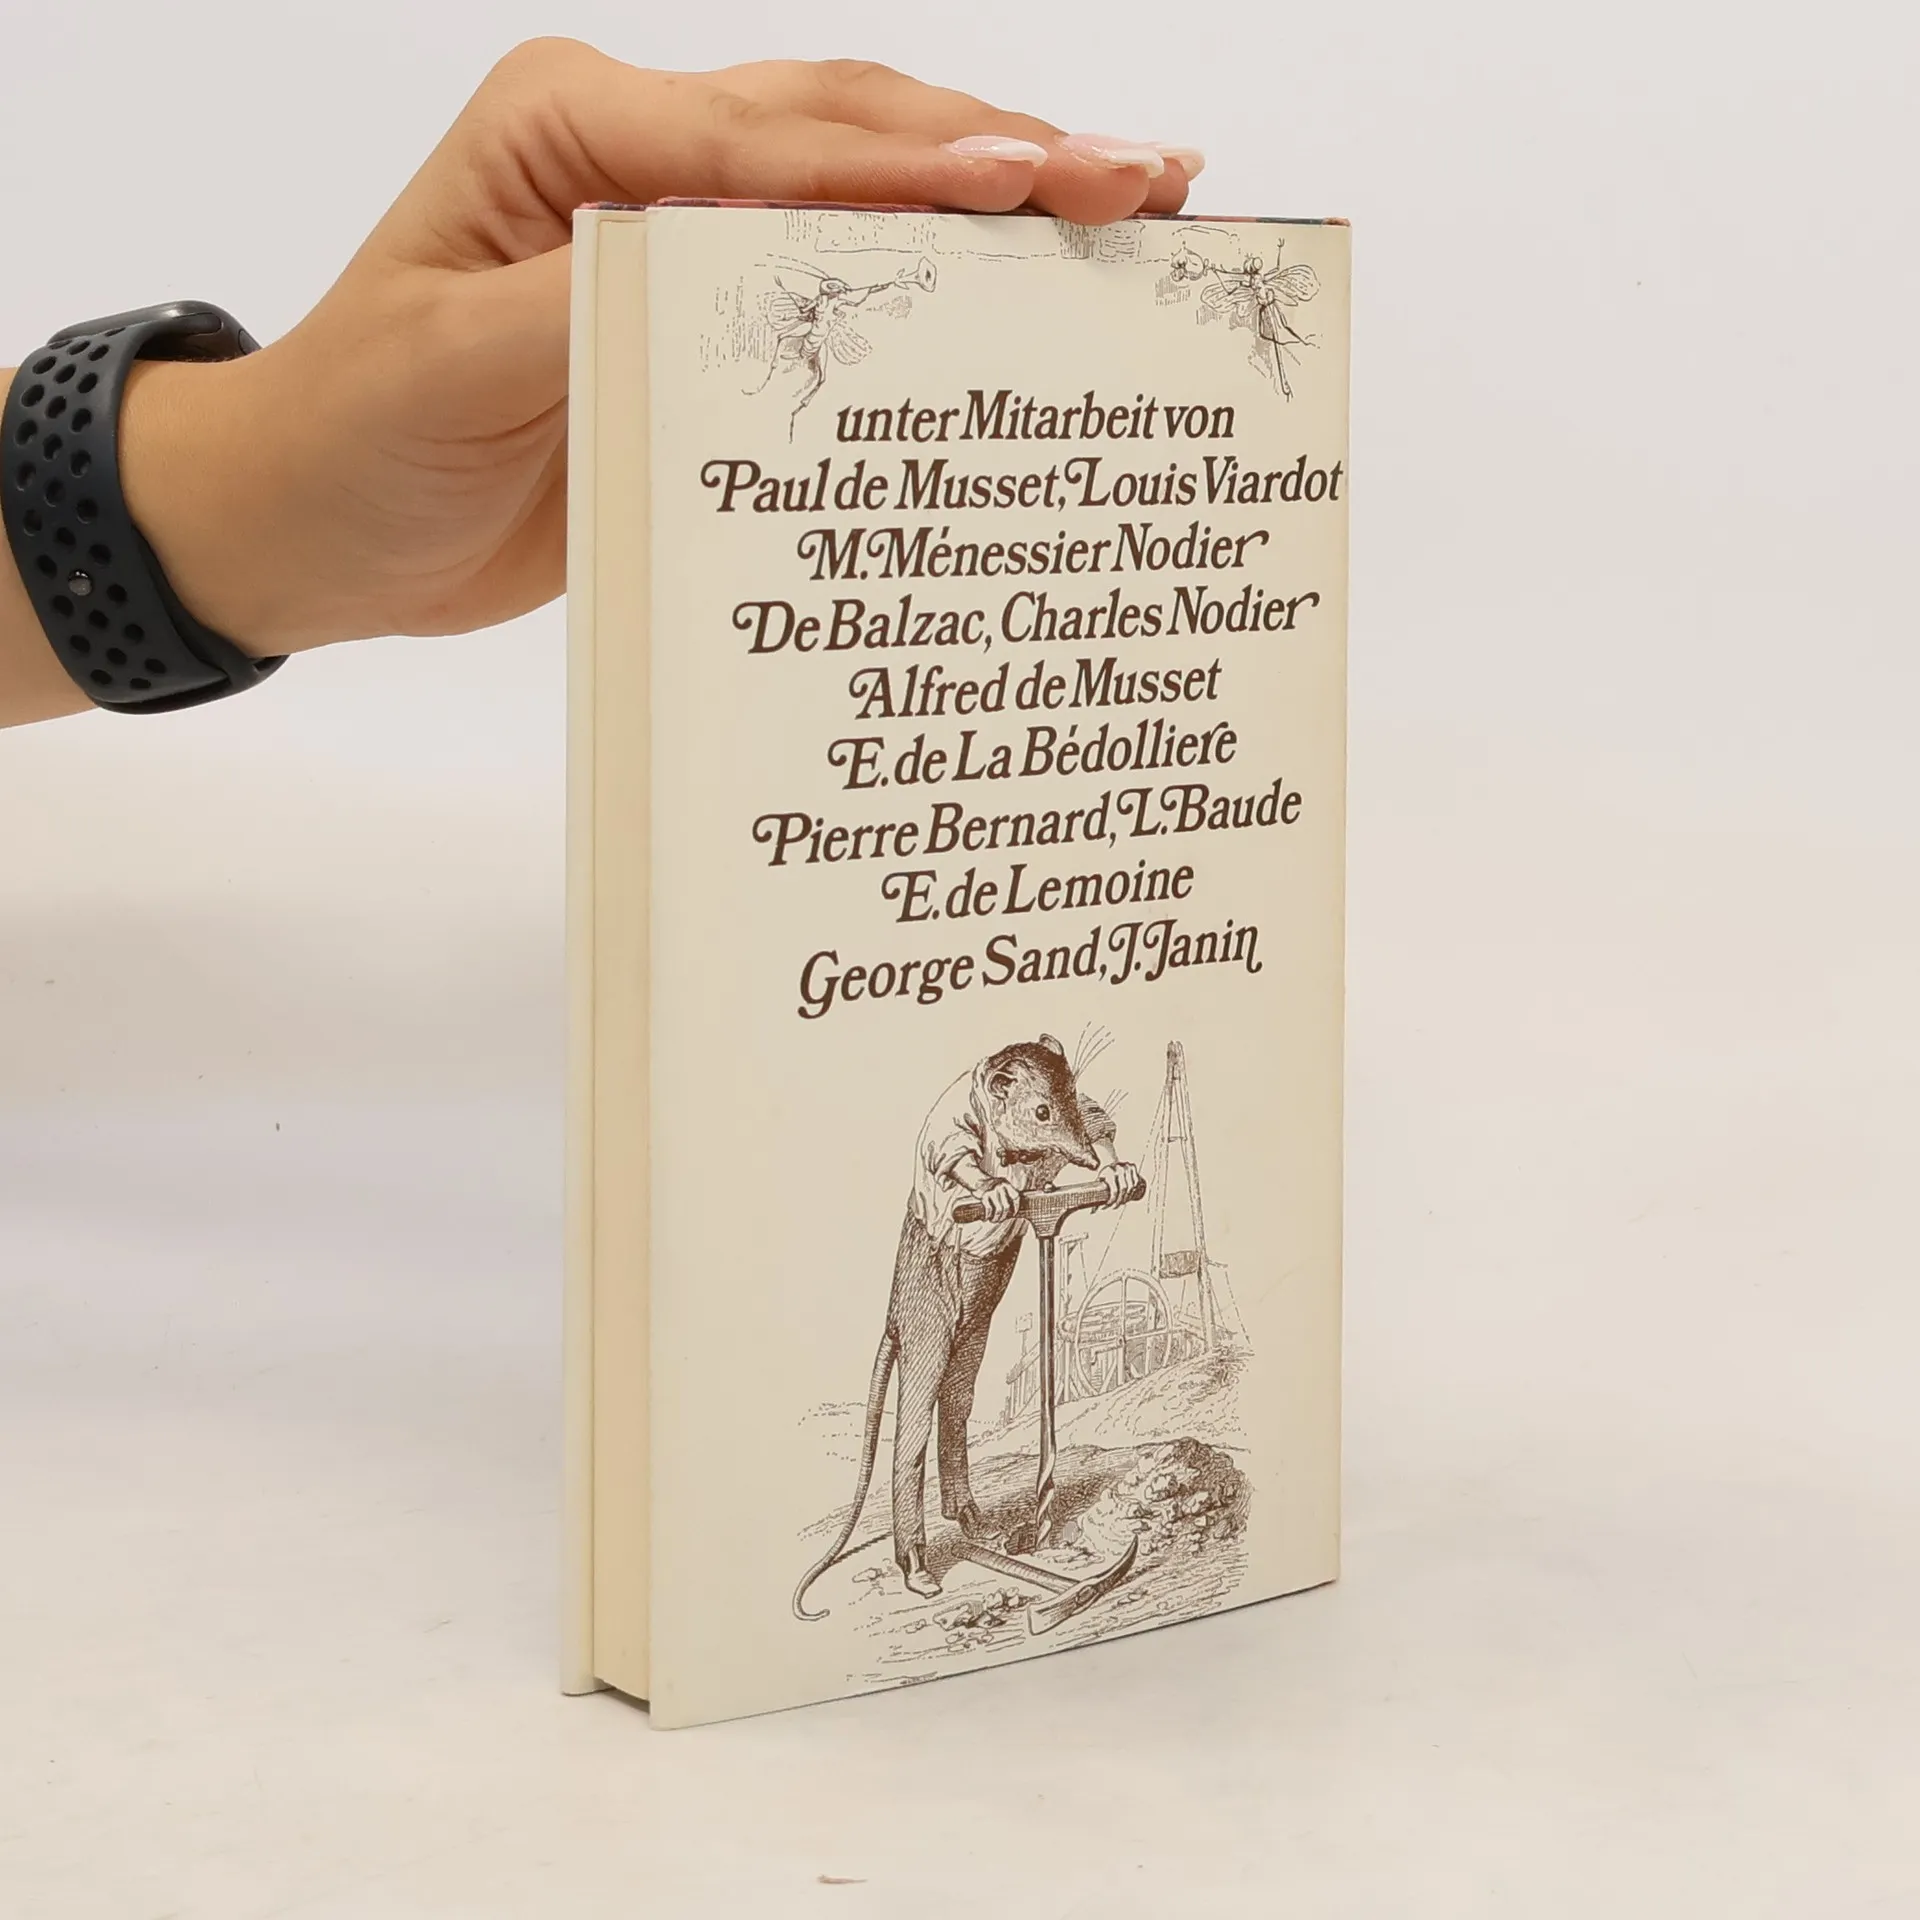 unter Mitarbeit von
Paul de Musset, Louis Viardot
M. Ménessier Nodier
De Balzac, Charles Nodier
Alfred de Musset
E. de La Bédolliere
Pierre Bernard, L. Baude
E. de Lemoine
George Sand, J. Janin